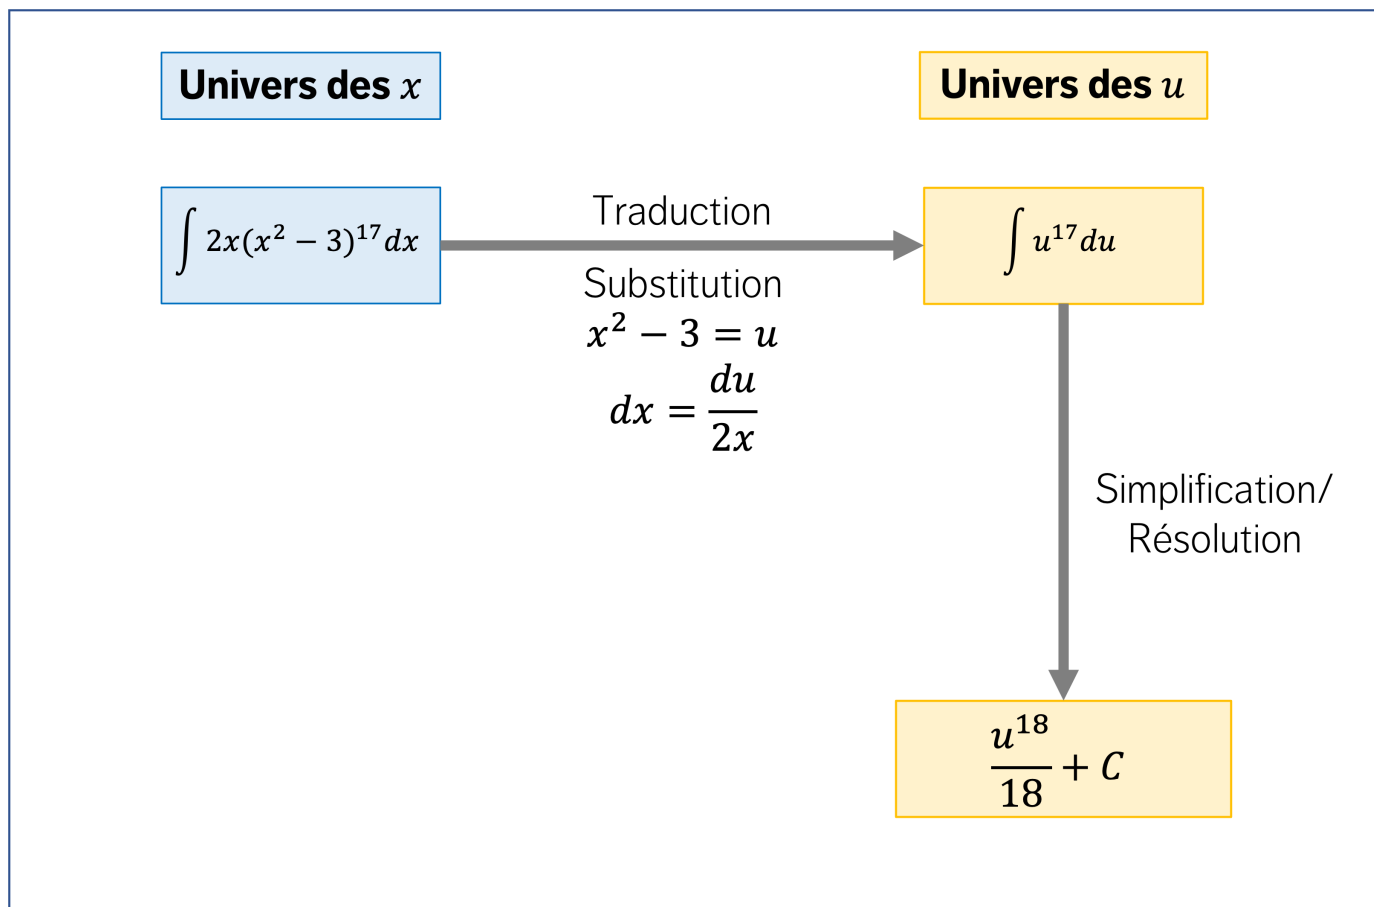 Univers des x
Univers des u
∫ 2x(x² − 3)¹⁷dx
Traduction
∫ u¹⁷du
Substitution
x² − 3 = u
dx = du/2x
Simplification/
Résolution
u¹⁸/18 + C